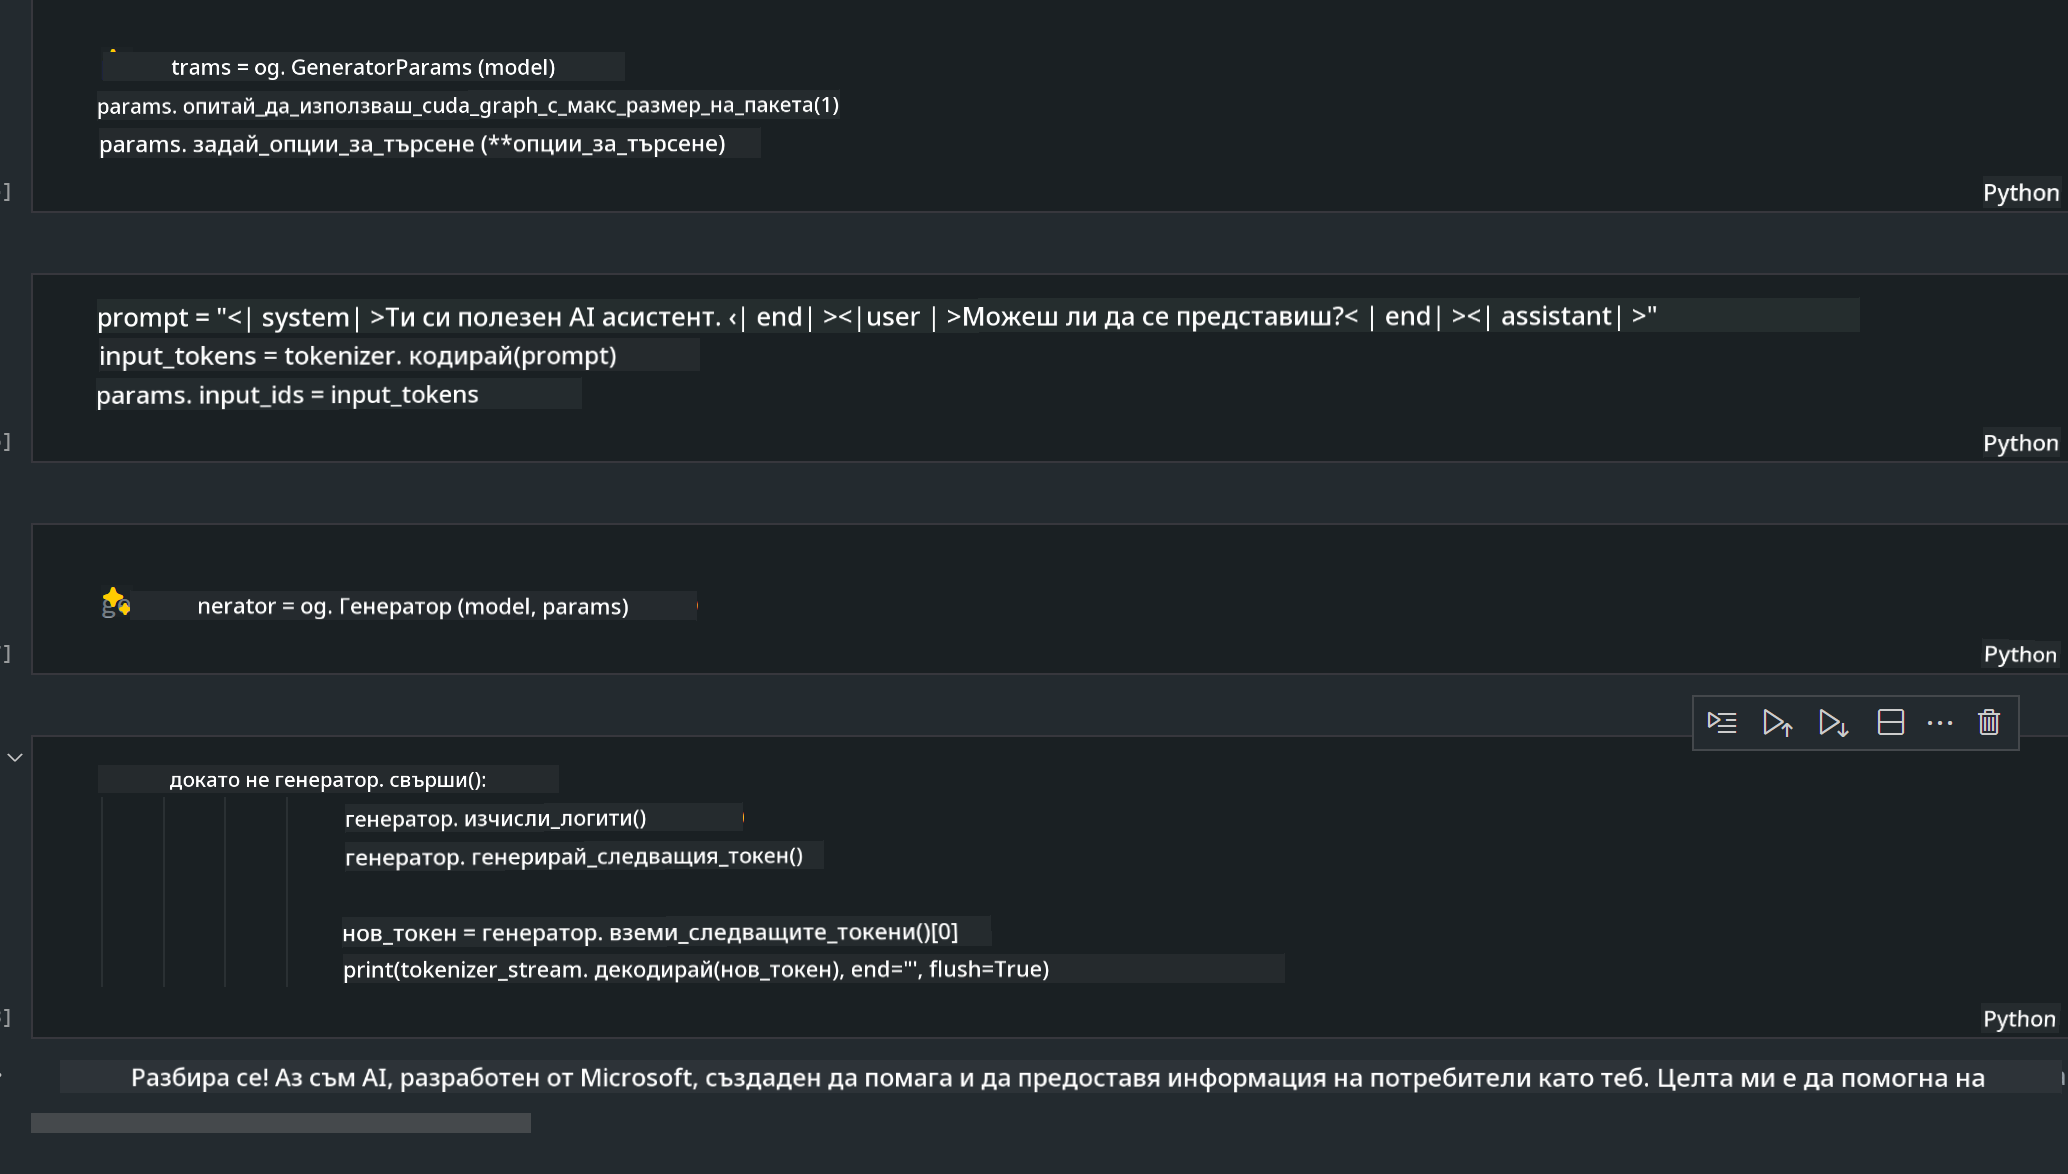 trams = og. GeneratorParams (model)
params. опитай_да_използваш_cuda_graph_с_макс_размер_на_пакета(1)
params. задай_опции_за_търсене (**опции_за_търсене)
]
Python
prompt = "<| system| >Ти си полезен AI асистент. ‹| end| ><|user | >Можеш ли да се представиш?< | end| ><| assistant| >"
input_tokens = tokenizer. кодирай(prompt)
params. input_ids = input_tokens
]
Python
nerator = og. Генератор (model, params)
]
Python
докато не генератор. свърши():
генератор. изчисли_логити()
генератор. генерирай_следващия_токен()
нов_токен = генератор. вземи_следващите_токени()[0]
print(tokenizer_stream. декодирай(нов_токен), end="', flush=True)
]
Python
Разбира се! Аз съм AI, разработен от Microsoft, създаден да помага и да предоставя информация на потребители като теб. Целта ми е да помогна на